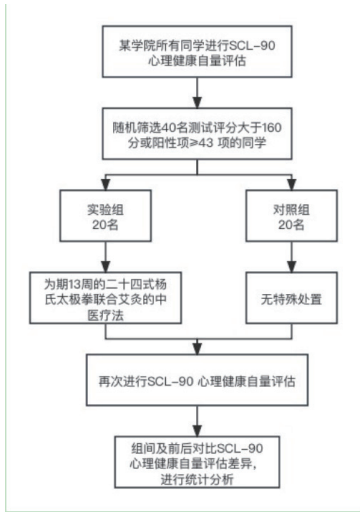 某学院所有同学进行SCL-90
心理健康自量评估
随机筛选40名测试评分大于160
分或阳性项≥43 项的同学
实验组
20名
对照组
20名
为期13周的二十四式杨
氏太极拳联合艾灸的中
医疗法
无特殊处置
再次进行SCL-90 心理健康自量评估
组间及前后对比SCL-90
心理健康自量评估差异,
进行统计分析